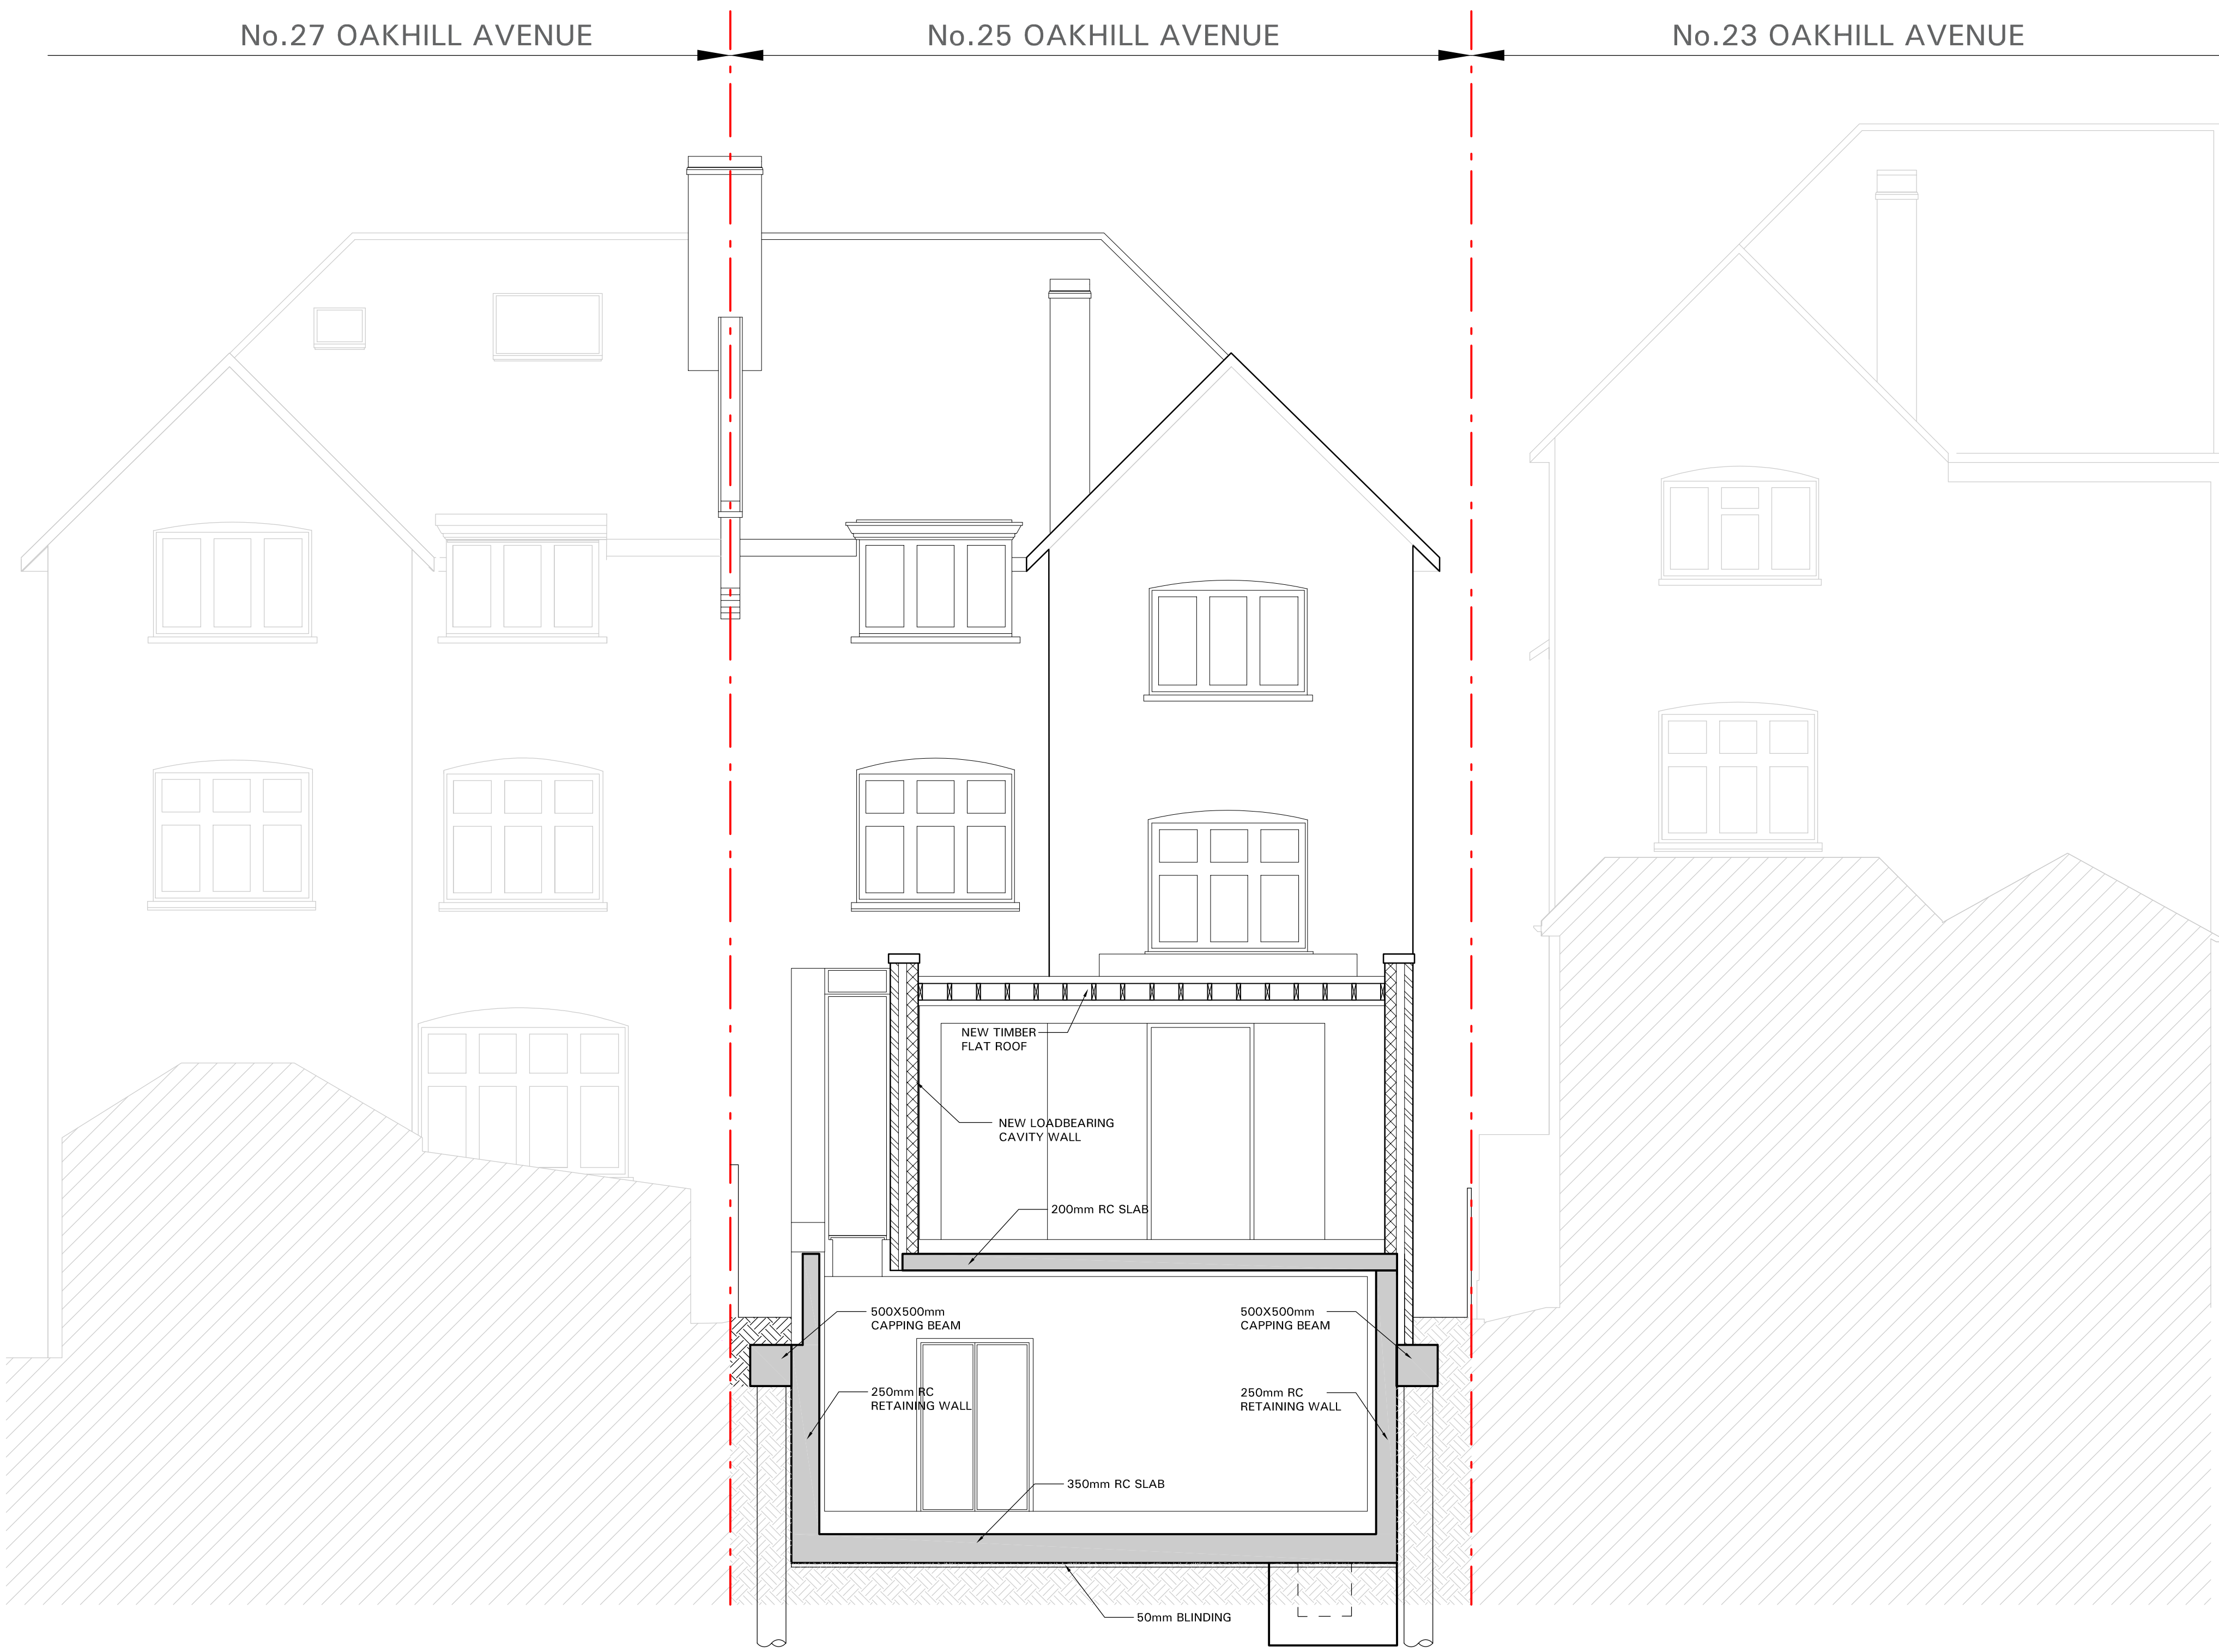 No.27 OAKHILL AVENUE
No.25 OAKHILL AVENUE
No.23 OAKHILL AVENUE
NEW TIMBER
FLAT ROOF
NEW LOADBEARING
CAVITY WALL
200mm RC SLAB
500X500mm
CAPPING BEAM
500X500mm
CAPPING BEAM
250mm RC
RETAINING WALL
250mm RC
RETAINING WALL
350mm RC SLAB
50mm BLINDING